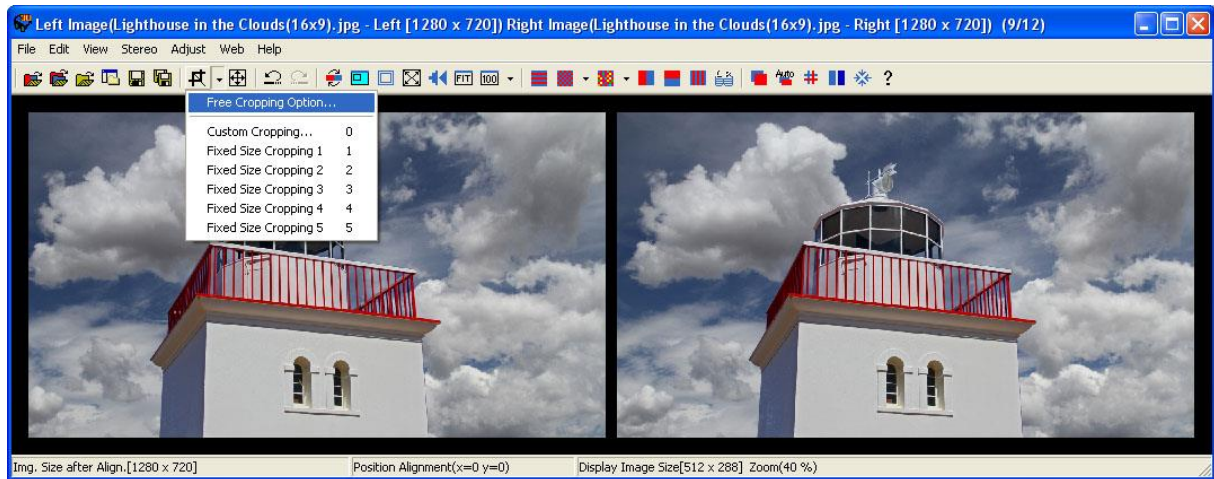 Left Image(Lighthouse in the Clouds(16x9).jpg - Left [1280 x 720]) Right Image(Lighthouse in the Clouds(16x9).jpg - Right [1280 x 720]) (9/12)
File Edit View Stereo Adjust Web Help
FIT 100 Auto ?
Free Cropping Option...
Custom Cropping... 0
Fixed Size Cropping 1 1
Fixed Size Cropping 2 2
Fixed Size Cropping 3 3
Fixed Size Cropping 4 4
Fixed Size Cropping 5 5
Img. Size after Align.[1280 x 720] Position Alignment(x=0 y=0) Display Image Size[512 x 288] Zoom(40 %)